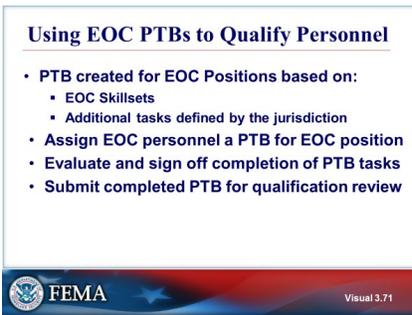 Using EOC PTBs to Qualify Personnel
• PTB created for EOC Positions based on:
▪ EOC Skillsets
▪ Additional tasks defined by the jurisdiction
• Assign EOC personnel a PTB for EOC position
• Evaluate and sign off completion of PTB tasks
• Submit completed PTB for qualification review
FEMA
Visual 3.71